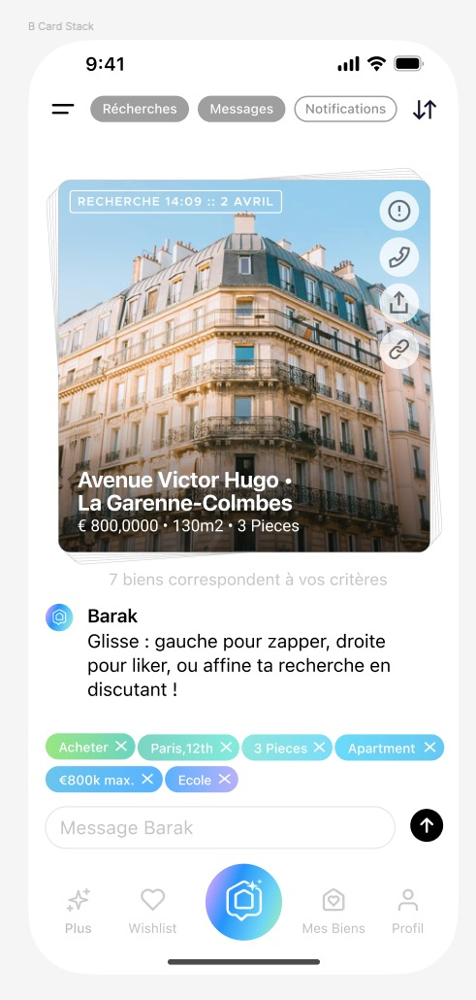 B Card Stack
9:41
Récherches Messages Notifications
RECHERCHE 14:09 :: 2 AVRIL
Avenue Victor Hugo •
La Garenne-Colmbes
€ 800,0000 • 130m2 • 3 Pieces
7 biens correspondent à vos critères
Barak
Glisse : gauche pour zapper, droite
pour liker, ou affine ta recherche en
discutant !
Acheter Paris,12th 3 Pieces Apartment
€800k max. Ecole
Message Barak
Plus Wishlist Mes Biens Profil